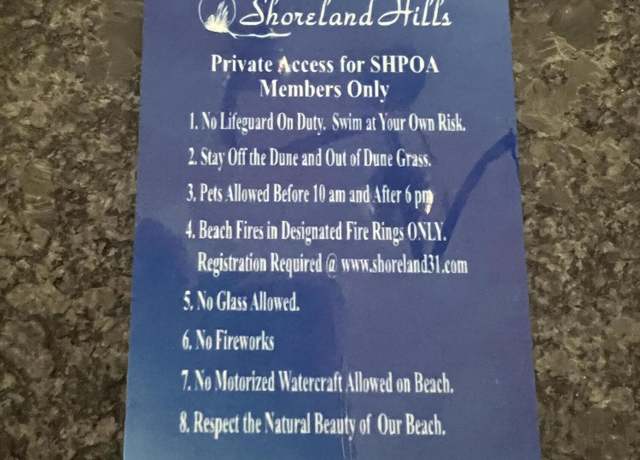 Shoreland Hills
Private Access for SHPOA
Members Only
1. No Lifeguard On Duty. Swim at Your Own Risk.
2. Stay Off the Dune and Out of Dune Grass.
3. Pets Allowed Before 10 am and After 6 pm
4. Beach Fires in Designated Fire Rings ONLY.
Registration Required @ www.shoreland31.com
5. No Glass Allowed.
6. No Fireworks
7. No Motorized Watercraft Allowed on Beach.
8. Respect the Natural Beauty of Our Beach.